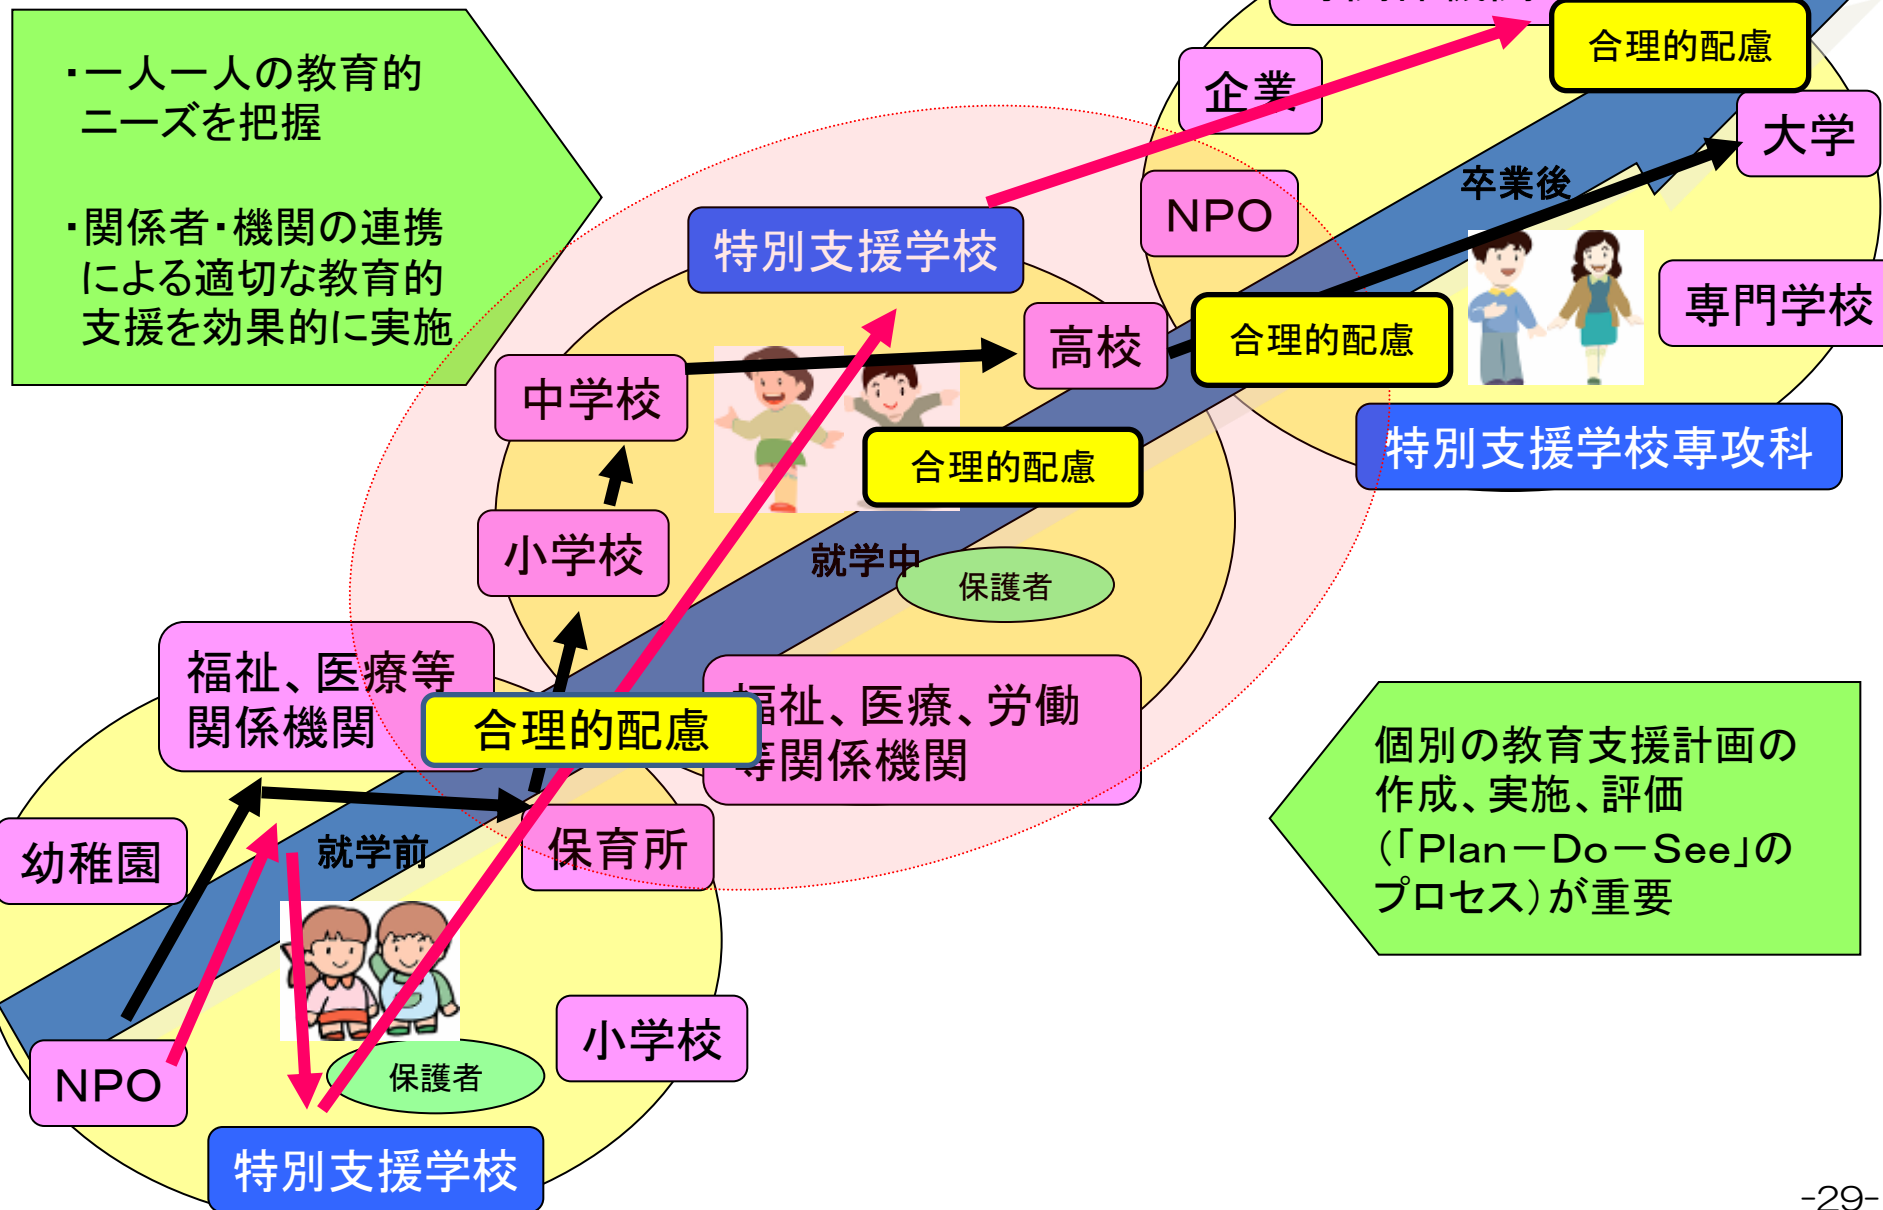 ・一人一人の教育的
ニーズを把握
・関係者・機関の連携
による適切な教育的
支援を効果的に実施
合理的配慮
企業
大学
卒業後
NPO
特別支援学校
専門学校
高校
合理的配慮
中学校
特別支援学校専攻科
合理的配慮
小学校
就学中
保護者
福祉、医療等
関係機関
合理的配慮
福祉、医療、労働
等関係機関
個別の教育支援計画の
作成、実施、評価
(「Plan－Do－See」の
プロセス)が重要
幼稚園
就学前
保育所
小学校
NPO
保護者
特別支援学校
-29-